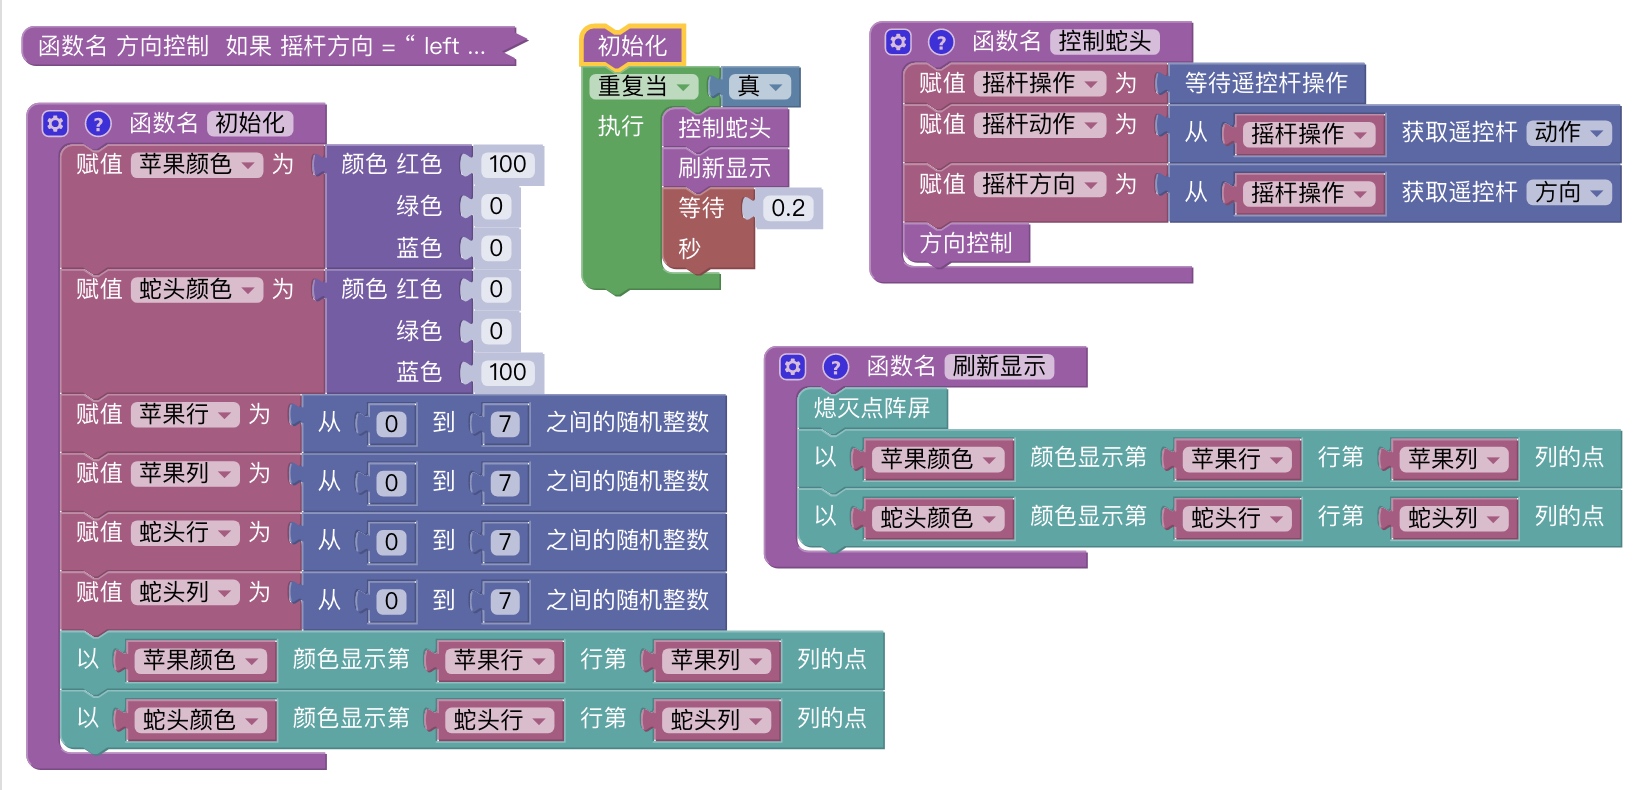 函数名 方向控制 如果 摇杆方向 = “ left ...
函数名 初始化
赋值 苹果颜色 为 颜色 红色 100
绿色 0
蓝色 0
赋值 蛇头颜色 为 颜色 红色 0
绿色 0
蓝色 100
赋值 苹果行 为 从 0 到 7 之间的随机整数
赋值 苹果列 为 从 0 到 7 之间的随机整数
赋值 蛇头行 为 从 0 到 7 之间的随机整数
赋值 蛇头列 为 从 0 到 7 之间的随机整数
以 苹果颜色 颜色显示第 苹果行 行第 苹果列 列的点
以 蛇头颜色 颜色显示第 蛇头行 行第 蛇头列 列的点
初始化
重复当 真
执行 控制蛇头
刷新显示
等待 0.2
秒
函数名 控制蛇头
赋值 摇杆操作 为 等待遥控杆操作
赋值 摇杆动作 为 从 摇杆操作 获取遥控杆 动作
赋值 摇杆方向 为 从 摇杆操作 获取遥控杆 方向
方向控制
函数名 刷新显示
熄灭点阵屏
以 苹果颜色 颜色显示第 苹果行 行第 苹果列 列的点
以 蛇头颜色 颜色显示第 蛇头行 行第 蛇头列 列的点